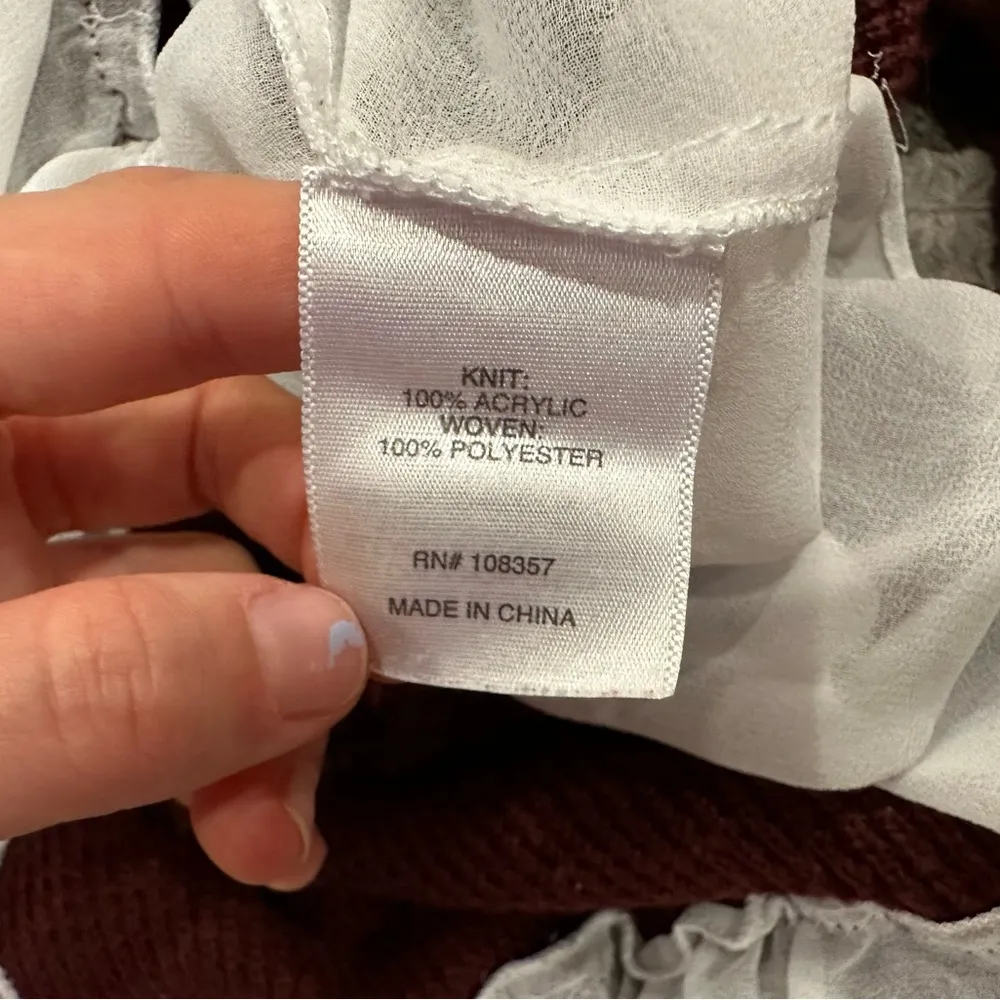 KNIT:
100% ACRYLIC
WOVEN:
100% POLYESTER
RN# 108357
MADE IN CHINA